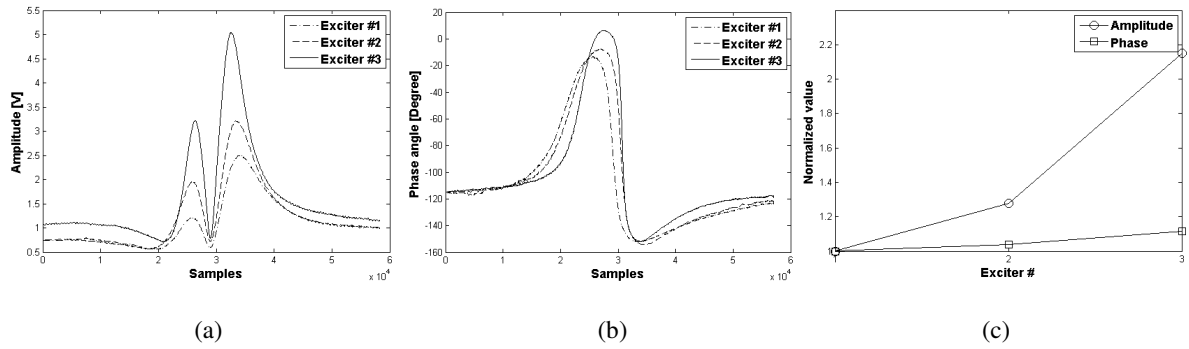 5.5
5
4.5
4
3.5
3
2.5
2
1.5
1
0.5
Amplitude [V]
0 1 2 3 4 5 6
x 10^4
Samples
Exciter #1
Exciter #2
Exciter #3
(a)
20
0
-20
-40
-60
-80
-100
-120
-140
-160
Phase angle [Degree]
0 1 2 3 4 5 6
x 10^4
Samples
Exciter #1
Exciter #2
Exciter #3
(b)
2.2
2
1.8
1.6
1.4
1.2
Normalized value
2 3
Exciter #
Amplitude
Phase
(c)